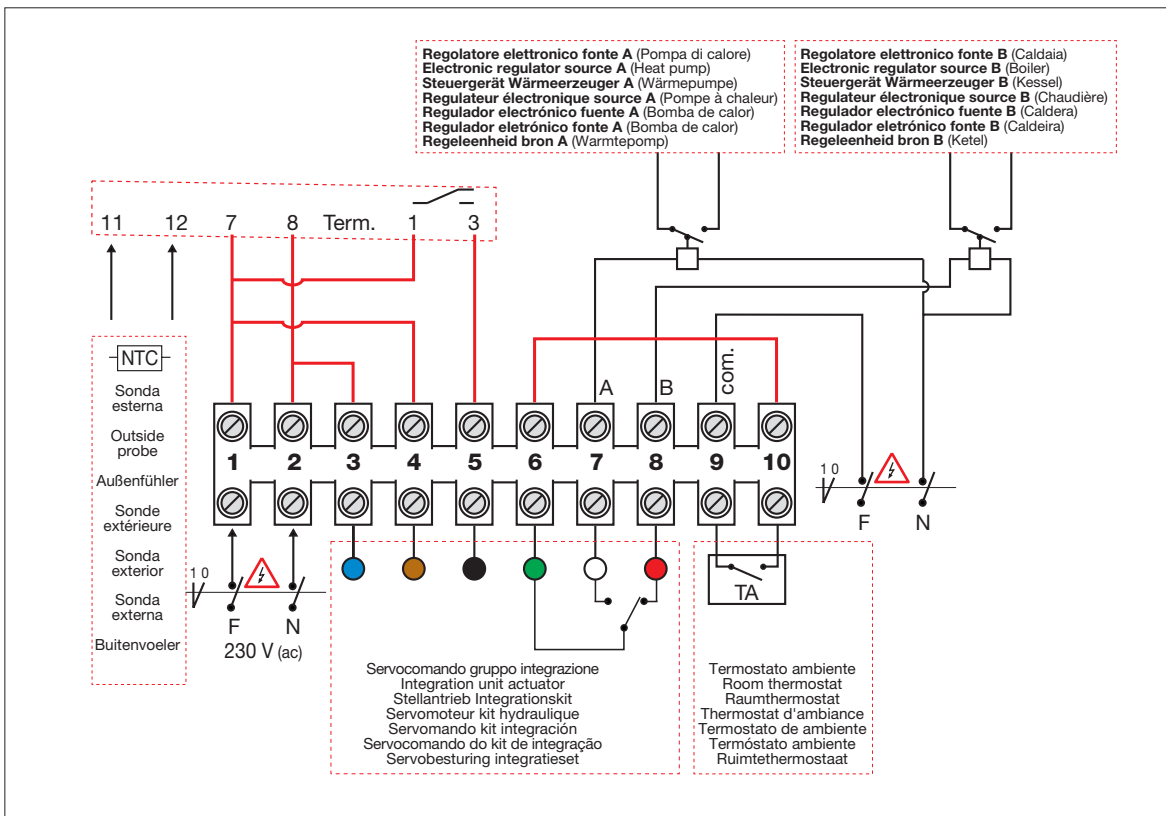 Regolatore elettronico fonte A (Pompa di calore)
Electronic regulator source A (Heat pump)
Steuergerät Wärmeerzeuger A (Wärmepumpe)
Regulateur électronique source A (Pompe à chaleur)
Regulador electrónico fuente A (Bomba de calor)
Regulador eletrónico fonte A (Bomba de calor)
Regeleenheid bron A (Warmtepomp)
Regolatore elettronico fonte B (Caldaia)
Electronic regulator source B (Boiler)
Steuergerät Wärmeerzeuger B (Kessel)
Regulateur électronique source B (Chaudière)
Regulador electrónico fuente B (Caldera)
Regulador eletrónico fonte B (Caldeira)
Regeleenheid bron B (Ketel)
11 12 7 8 Term. 1 3
NTC
Sonda
esterna
Outside
probe
Außenfühler
Sonde
extérieure
Sonda
exterior
Sonda
externa
Buitenvoeler
A B com.
1 2 3 4 5 6 7 8 9 10
1 0
F N
230 V (ac)
1 0
F N
TA
Servocomando gruppo integrazione
Integration unit actuator
Stellantrieb Integrationskit
Servomoteur kit hydraulique
Servomando kit integración
Servocomando do kit de integração
Servobesturing integratieset
Termostato ambiente
Room thermostat
Raumthermostat
Thermostat d'ambiance
Termostato de ambiente
Termóstato ambiente
Ruimtethermostaat